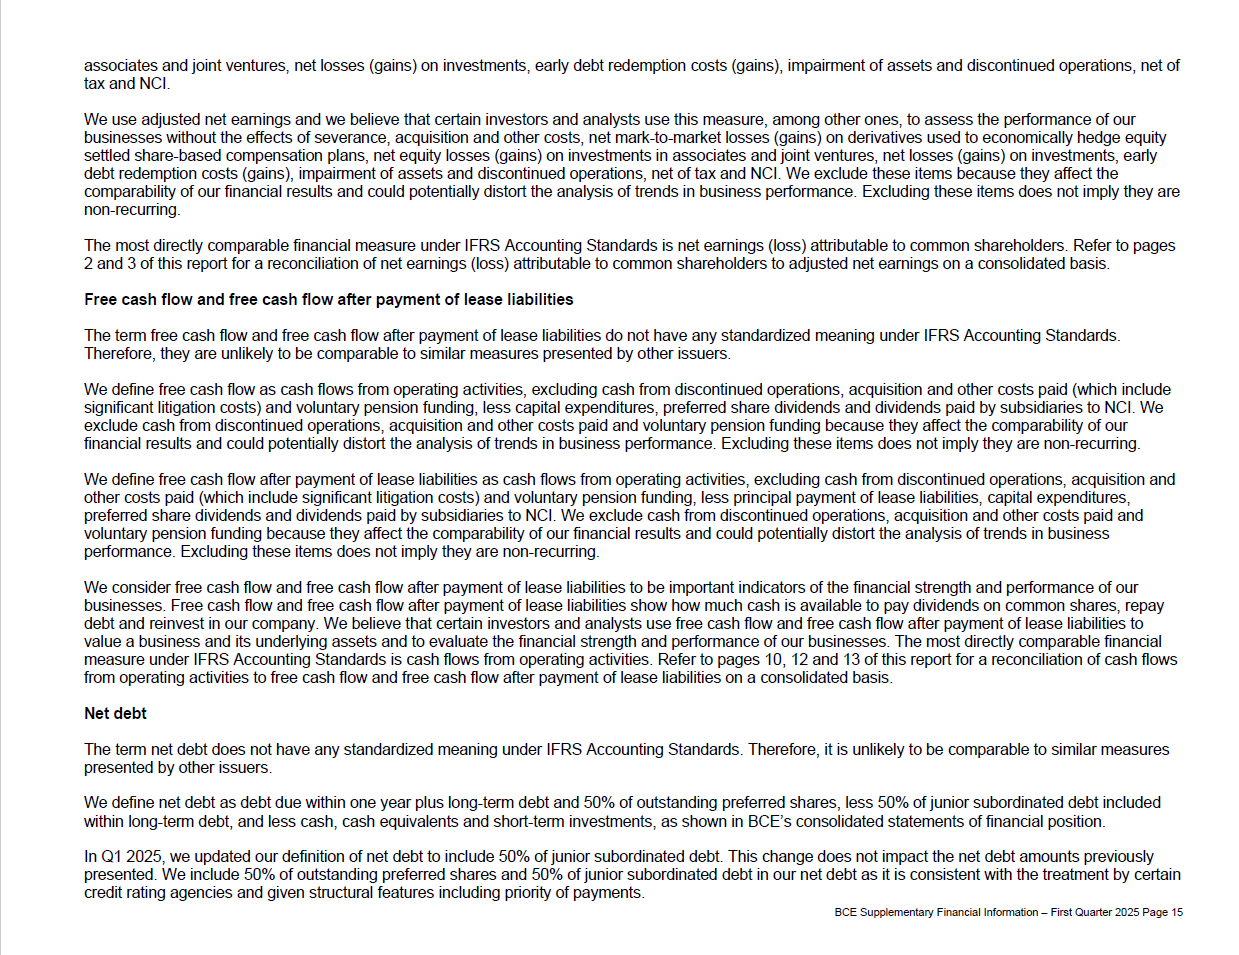 associates and joint ventures, net losses (gains) on investments, early debt redemption costs (gains), impairment of assets and discontinued operations, net of
tax and NCI.
We use adjusted net earnings and we believe that certain investors and analysts use this measure, among other ones, to assess the performance of our
businesses without the effects of severance, acquisition and other costs, net mark-to-market losses (gains) on derivatives used to economically hedge equity
settled share-based compensation plans, net equity losses (gains) on investments in associates and joint ventures, net losses (gains) on investments, early
debt redemption costs (gains), impairment of assets and discontinued operations, net of tax and NCI. We exclude these items because they affect the
comparability of our financial results and could potentially distort the analysis of trends in business performance. Excluding these items does not imply they are
non-recurring.
The most directly comparable financial measure under IFRS Accounting Standards is net earnings (loss) attributable to common shareholders. Refer to pages
2 and 3 of this report for a reconciliation of net earnings (loss) attributable to common shareholders to adjusted net earnings on a consolidated basis.
Free cash flow and free cash flow after payment of lease liabilities
The term free cash flow and free cash flow after payment of lease liabilities do not have any standardized meaning under IFRS Accounting Standards.
Therefore, they are unlikely to be comparable to similar measures presented by other issuers.
We define free cash flow as cash flows from operating activities, excluding cash from discontinued operations, acquisition and other costs paid (which include
significant litigation costs) and voluntary pension funding, less capital expenditures, preferred share dividends and dividends paid by subsidiaries to NCI. We
exclude cash from discontinued operations, acquisition and other costs paid and voluntary pension funding because they affect the comparability of our
financial results and could potentially distort the analysis of trends in business performance. Excluding these items does not imply they are non-recurring.
We define free cash flow after payment of lease liabilities as cash flows from operating activities, excluding cash from discontinued operations, acquisition and
other costs paid (which include significant litigation costs) and voluntary pension funding, less principal payment of lease liabilities, capital expenditures,
preferred share dividends and dividends paid by subsidiaries to NCI. We exclude cash from discontinued operations, acquisition and other costs paid and
voluntary pension funding because they affect the comparability of our financial results and could potentially distort the analysis of trends in business
performance. Excluding these items does not imply they are non-recurring.
We consider free cash flow and free cash flow after payment of lease liabilities to be important indicators of the financial strength and performance of our
businesses. Free cash flow and free cash flow after payment of lease liabilities show how much cash is available to pay dividends on common shares, repay
debt and reinvest in our company. We believe that certain investors and analysts use free cash flow and free cash flow after payment of lease liabilities to
value a business and its underlying assets and to evaluate the financial strength and performance of our businesses. The most directly comparable financial
measure under IFRS Accounting Standards is cash flows from operating activities. Refer to pages 10, 12 and 13 of this report for a reconciliation of cash flows
from operating activities to free cash flow and free cash flow after payment of lease liabilities on a consolidated basis.
Net debt
The term net debt does not have any standardized meaning under IFRS Accounting Standards. Therefore, it is unlikely to be comparable to similar measures
presented by other issuers.
We define net debt as debt due within one year plus long-term debt and 50% of outstanding preferred shares, less 50% of junior subordinated debt included
within long-term debt, and less cash, cash equivalents and short-term investments, as shown in BCE’s consolidated statements of financial position.
In Q1 2025, we updated our definition of net debt to include 50% of junior subordinated debt. This change does not impact the net debt amounts previously
presented. We include 50% of outstanding preferred shares and 50% of junior subordinated debt in our net debt as it is consistent with the treatment by certain
credit rating agencies and given structural features including priority of payments.
BCE Supplementary Financial Information – First Quarter 2025 Page 15